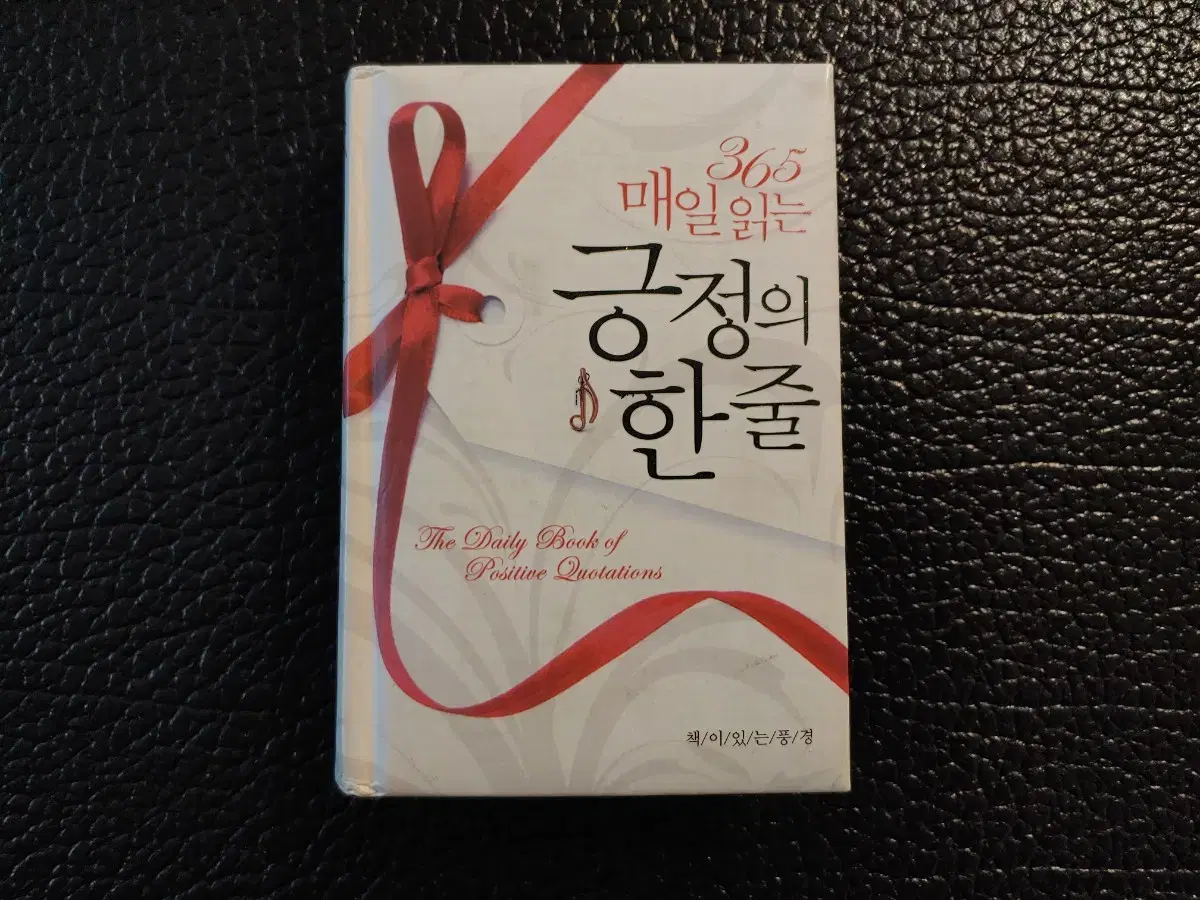 365
매일 읽는
긍정의
한 줄
The Daily Book of
Positive Quotations
책/이/있/는/풍/경